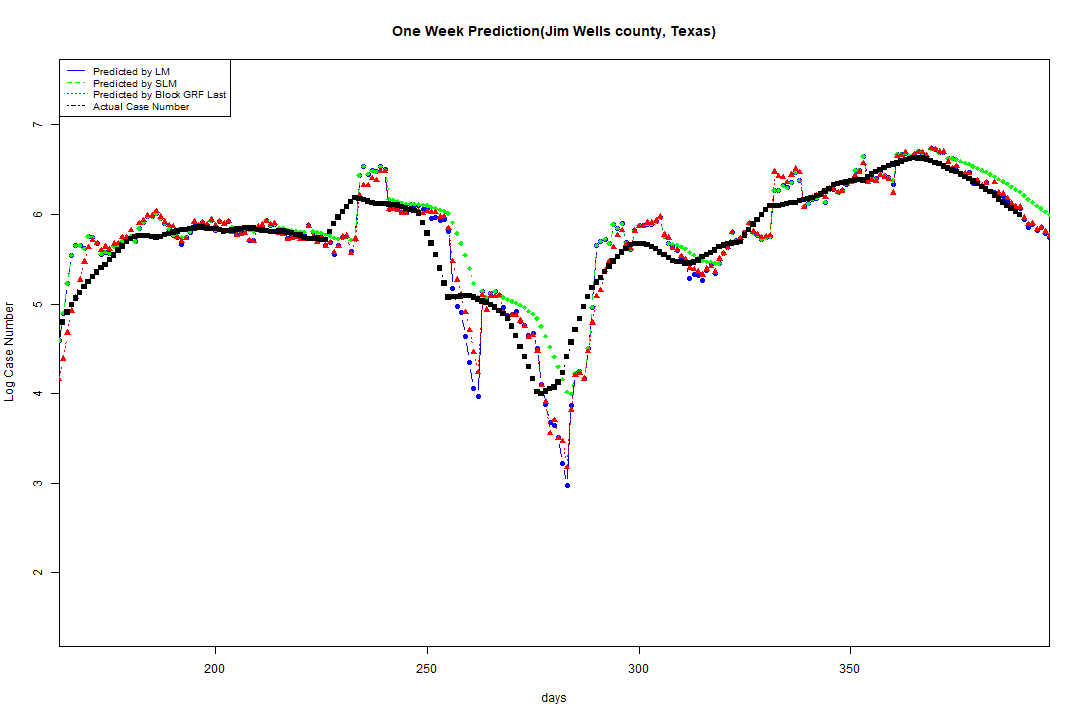 One Week Prediction(Jim Wells county, Texas)
Predicted by LM
Predicted by SLM
Predicted by Block GRF Last
Actual Case Number
7
6
5
4
3
2
Log Case Number
200
250
300
350
days